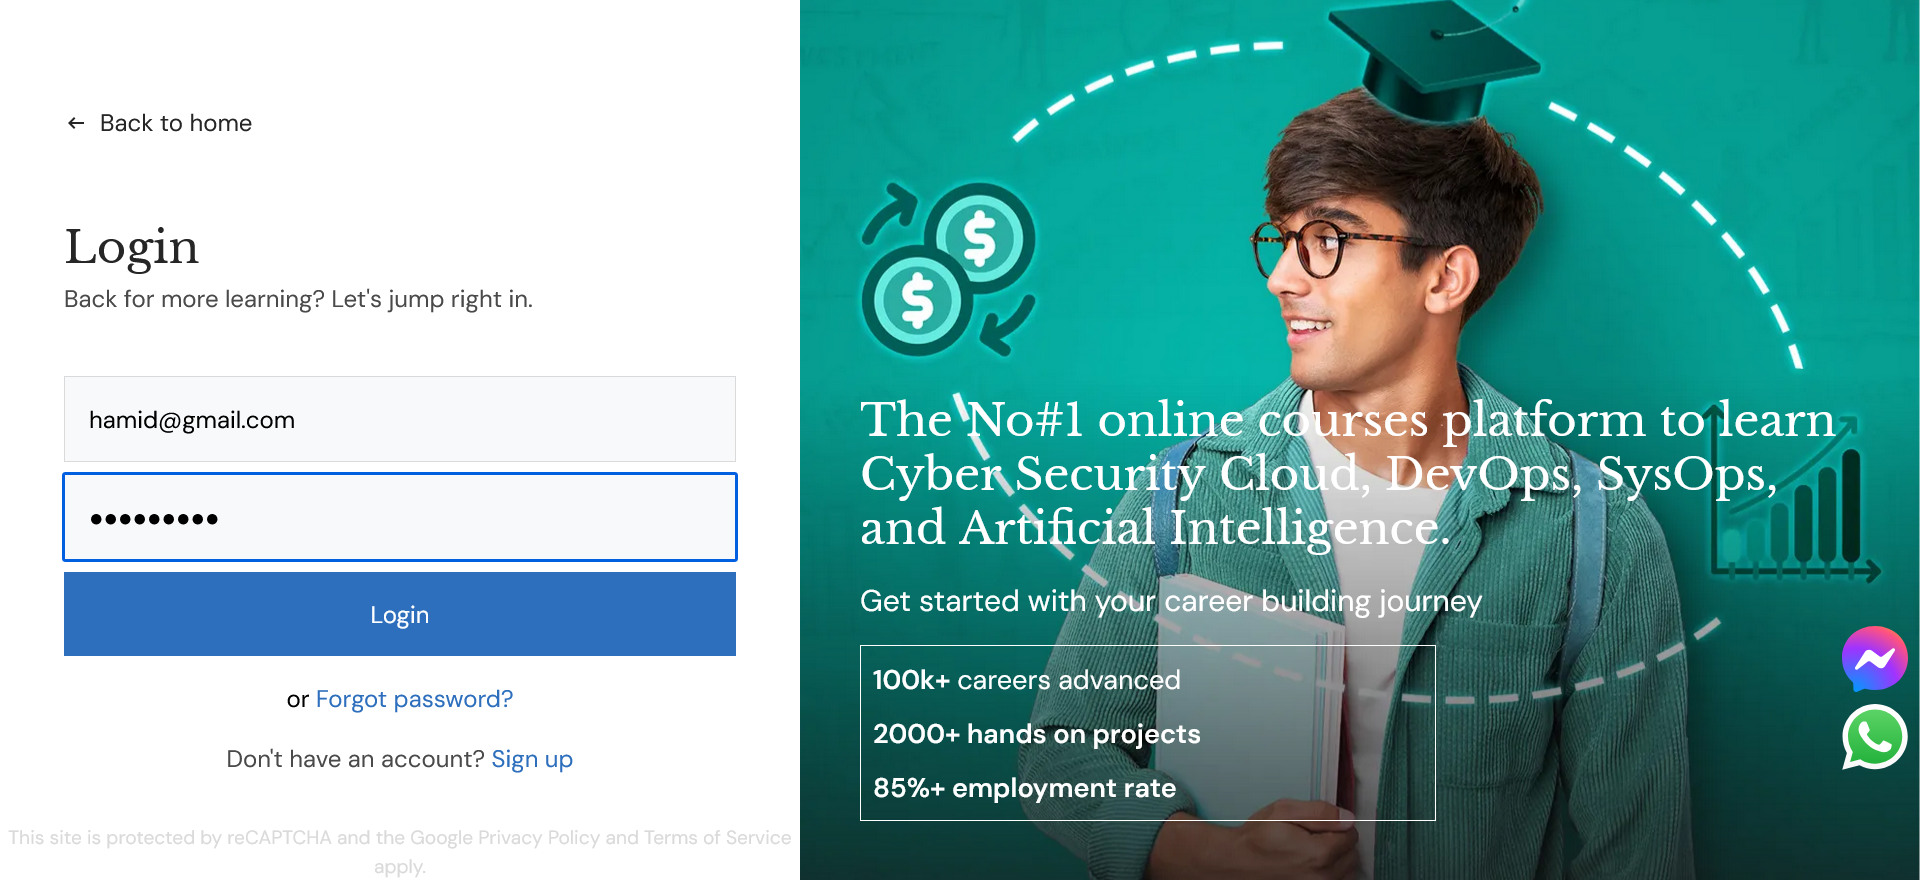 Back to home
Login
Back for more learning? Let's jump right in.
hamid@gmail.com
Login
or Forgot password?
Don't have an account? Sign up
This site is protected by reCAPTCHA and the Google Privacy Policy and Terms of Service
apply.
The No#1 online courses platform to learn
Cyber Security Cloud, DevOps, SysOps,
and Artificial Intelligence.
Get started with your career building journey
100k+ careers advanced
2000+ hands on projects
85%+ employment rate